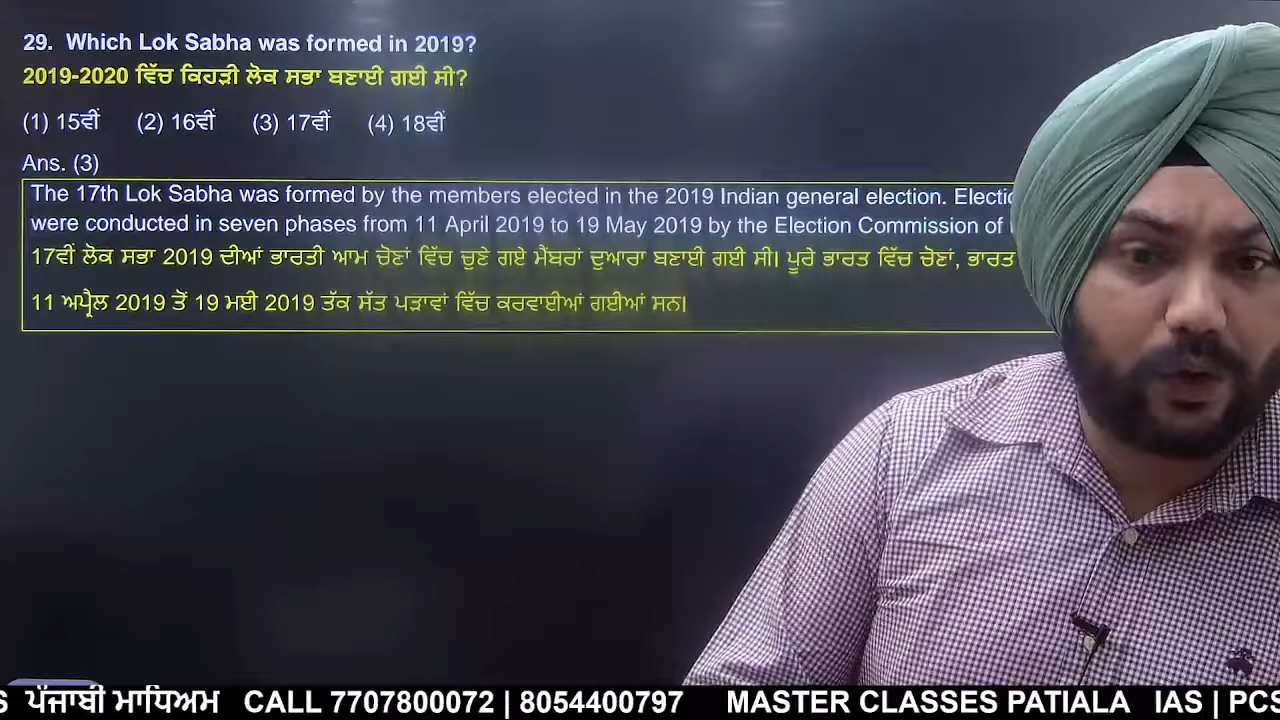 29. Which Lok Sabha was formed in 2019?
2019-2020 ਵਿੱਚ ਕਿਹੜੀ ਲੋਕ ਸਭਾ ਬਣਾਈ ਗਈ ਸੀ?
(1) 15ਵੀਂ (2) 16ਵੀਂ (3) 17ਵੀਂ (4) 18ਵੀਂ
Ans. (3)
The 17th Lok Sabha was formed by the members elected in the 2019 Indian general election.
were conducted in seven phases from 11 April 2019 to 19 May 2019 by the Election Commission of
17ਵੀਂ ਲੋਕ ਸਭਾ 2019 ਦੀਆਂ ਭਾਰਤੀ ਆਮ ਚੋਣਾਂ ਵਿੱਚ ਚੁਣੇ ਗਏ ਮੈਂਬਰਾਂ ਦੁਆਰਾ ਬਣਾਈ ਗਈ ਸੀ। ਪੂਰੇ ਭਾਰਤ ਵਿੱਚ ਚੋਣਾਂ, ਭਾਰਤ
11 ਅਪ੍ਰੈਲ 2019 ਤੋਂ 19 ਮਈ 2019 ਤੱਕ ਸੱਤ ਪੜਾਵਾਂ ਵਿੱਚ ਕਰਵਾਈਆਂ ਗਈਆਂ ਸਨ।
S ਪੰਜਾਬੀ ਮਾਧਿਅਮ CALL 7707800072 | 8054400797 MASTER CLASSES PATIALA IAS | PCS